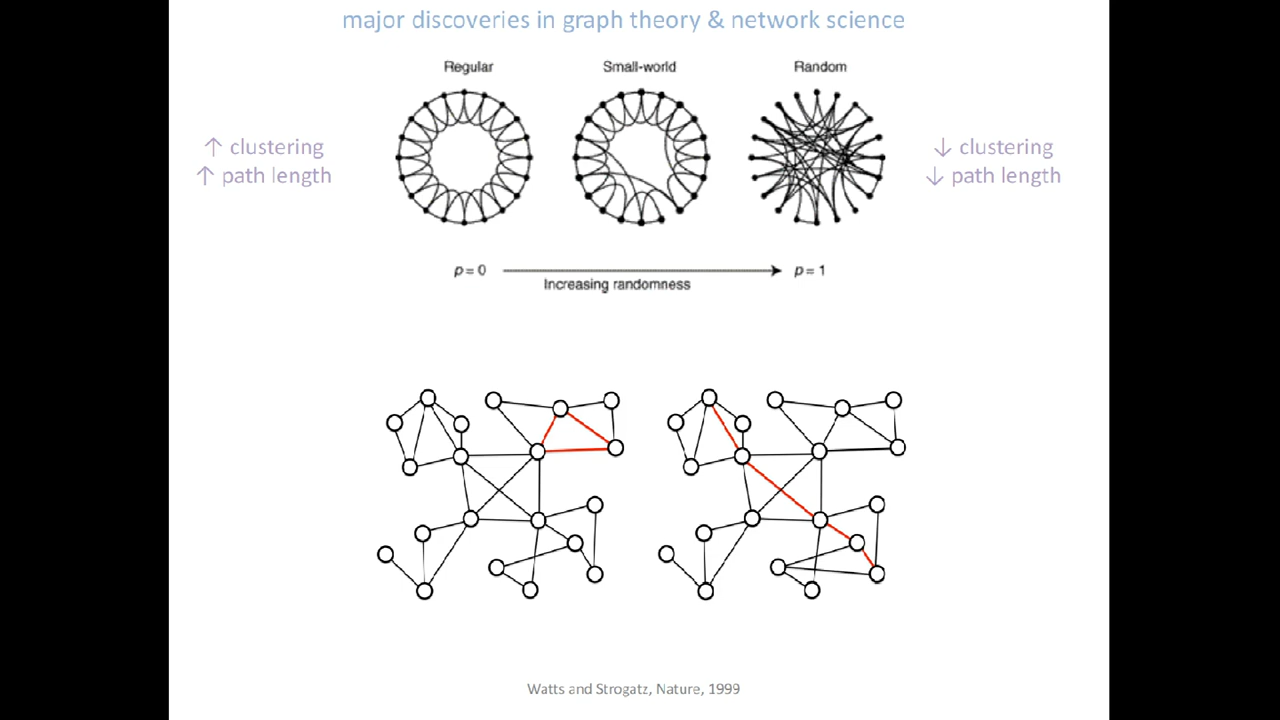 major discoveries in graph theory & network science
Regular
Small-world
Random
↑ clustering
↑ path length
↓ clustering
↓ path length
p = 0
p = 1
Increasing randomness
Watts and Strogatz, Nature, 1999